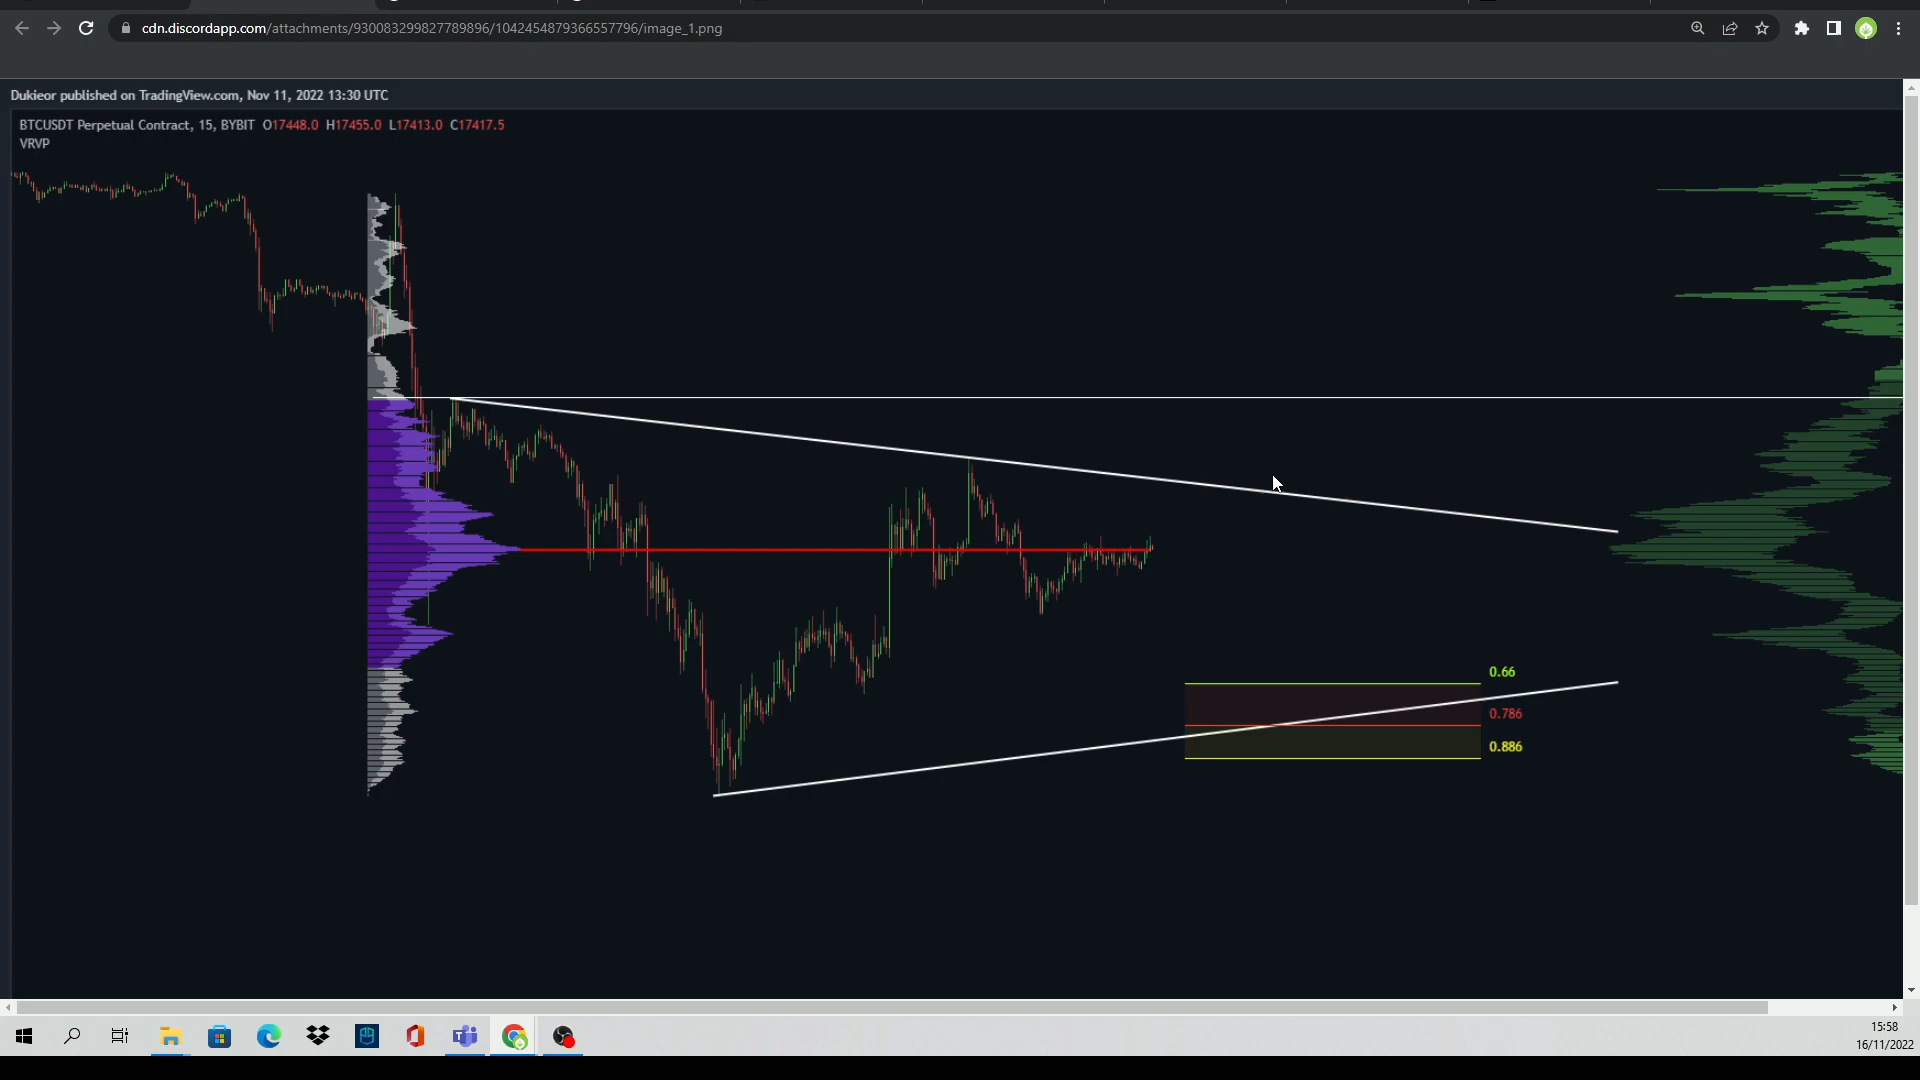 cdn.discordapp.com/attachments/930083299827789896/1042454879366557796/image_1.png
Dukieor published on TradingView.com, Nov 11, 2022 13:30 UTC
BTCUSDT Perpetual Contract, 15, BYBIT O17448.0 H17455.0 L17413.0 C17417.5
VRVP
0.66
0.786
0.886
15:58
16/11/2022